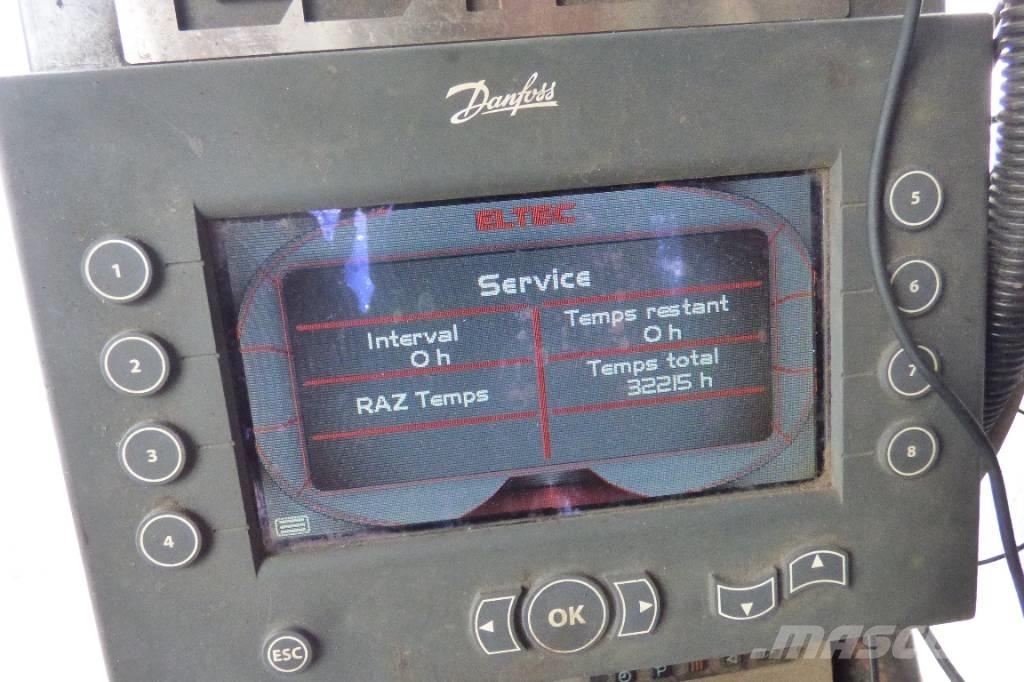 Danfoss
ELTEC
Service
Interval
0 h
Temps restant
0 h
RAZ Temps
Temps total
32215 h
1
2
3
4
5
6
7
8
OK
ESC
MASCUS